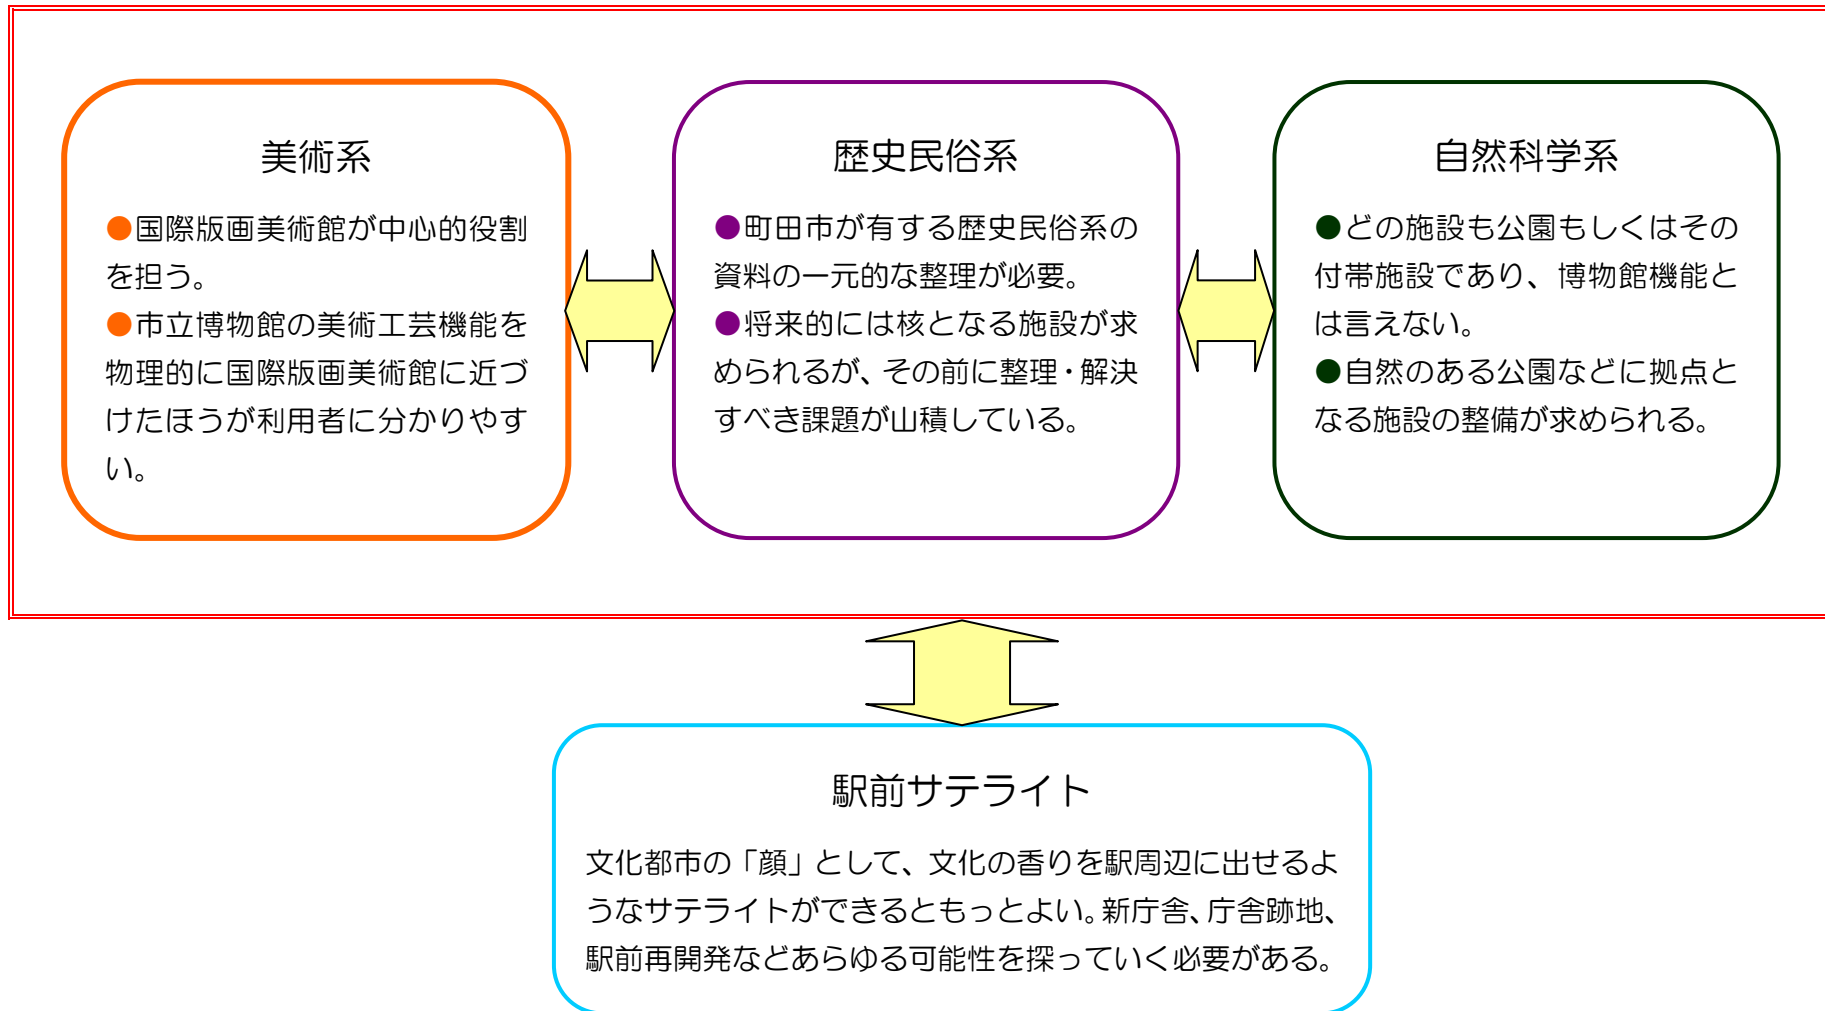 美術系
●国際版画美術館が中心的役割
を担う。
●市立博物館の美術工芸機能を
物理的に国際版画美術館に近づ
けたほうが利用者に分かりやす
い。
歴史民俗系
●町田市が有する歴史民俗系の
資料の一元的な整理が必要。
●将来的には核となる施設が求
められるが、その前に整理・解決
すべき課題が山積している。
自然科学系
●どの施設も公園もしくはその
付帯施設であり、博物館機能と
は言えない。
●自然のある公園などに拠点と
なる施設の整備が求められる。
駅前サテライト
文化都市の「顔」として、文化の香りを駅周辺に出せるよ
うなサテライトができるともっとよい。新庁舎、庁舎跡地、
駅前再開発などあらゆる可能性を探っていく必要がある。